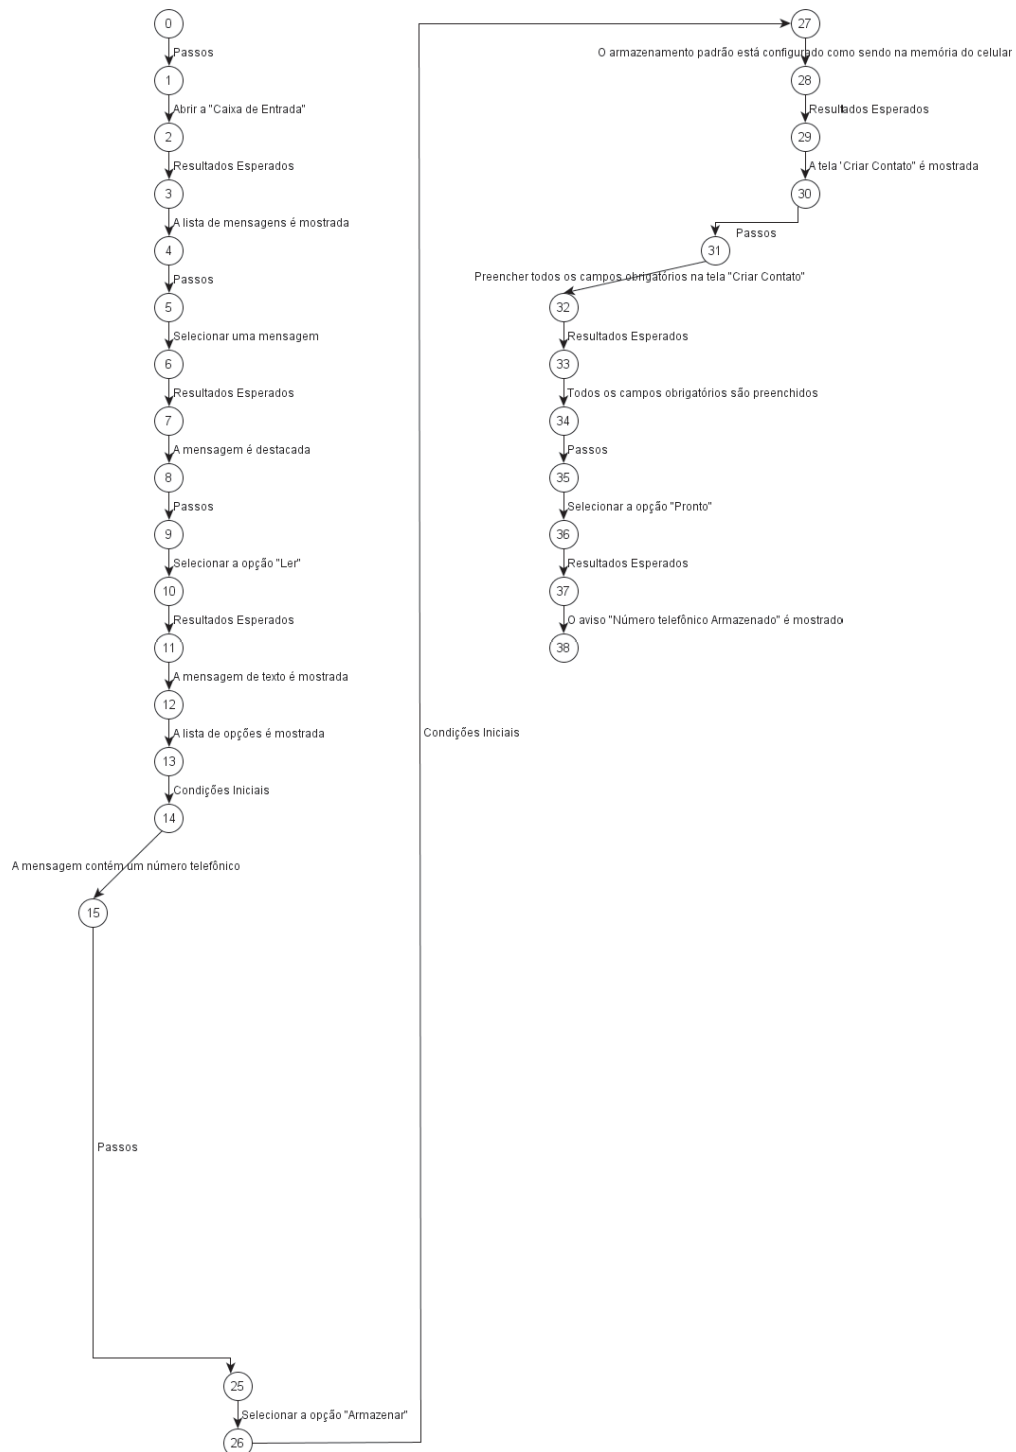 0
Passos
1
Abrir a "Caixa de Entrada"
2
Resultados Esperados
3
A lista de mensagens é mostrada
4
Passos
5
Selecionar uma mensagem
6
Resultados Esperados
7
A mensagem é destacada
8
Passos
9
Selecionar a opção "Ler"
10
Resultados Esperados
11
A mensagem de texto é mostrada
12
A lista de opções é mostrada
13
Condições Iniciais
14
A mensagem contém um número telefônico
15
Passos
25
Selecionar a opção "Armazenar"
26
Condições Iniciais
27
O armazenamento padrão está configurado como sendo na memória do celular
28
Resultados Esperados
29
A tela 'Criar Contato" é mostrada
30
Passos
31
Preencher todos os campos obrigatórios na tela "Criar Contato"
32
Resultados Esperados
33
Todos os campos obrigatórios são preenchidos
34
Passos
35
Selecionar a opção "Pronto"
36
Resultados Esperados
37
O aviso "Número telefônico Armazenado" é mostrado
38